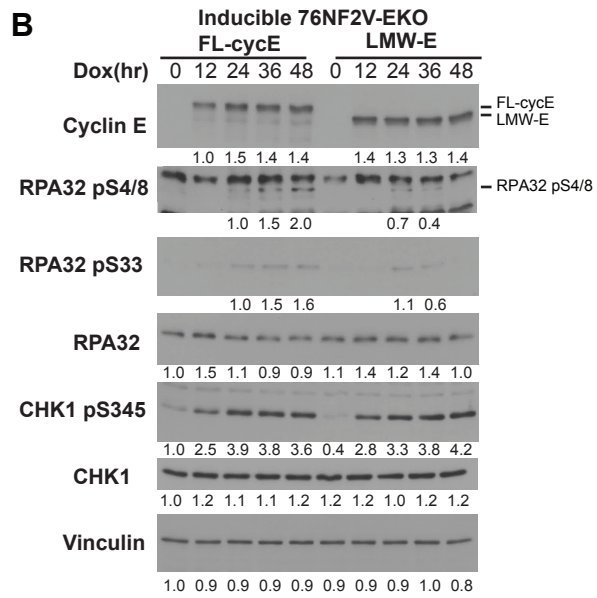 B
Inducible 76NF2V-EKO
FL-cycE LMW-E
Dox(hr) 0 12 24 36 48 0 12 24 36 48
Cyclin E
FL-cycE
LMW-E
1.0 1.5 1.4 1.4 1.4 1.3 1.3 1.4
RPA32 pS4/8
RPA32 pS4/8
1.0 1.5 2.0 0.7 0.4
RPA32 pS33
1.0 1.5 1.6 1.1 0.6
RPA32
1.0 1.5 1.1 0.9 0.9 1.1 1.4 1.2 1.4 1.0
CHK1 pS345
1.0 2.5 3.9 3.8 3.6 0.4 2.8 3.3 3.8 4.2
CHK1
1.0 1.2 1.1 1.1 1.2 1.2 1.2 1.0 1.2 1.2
Vinculin
1.0 0.9 0.9 0.9 0.9 0.9 0.9 0.9 1.0 0.8